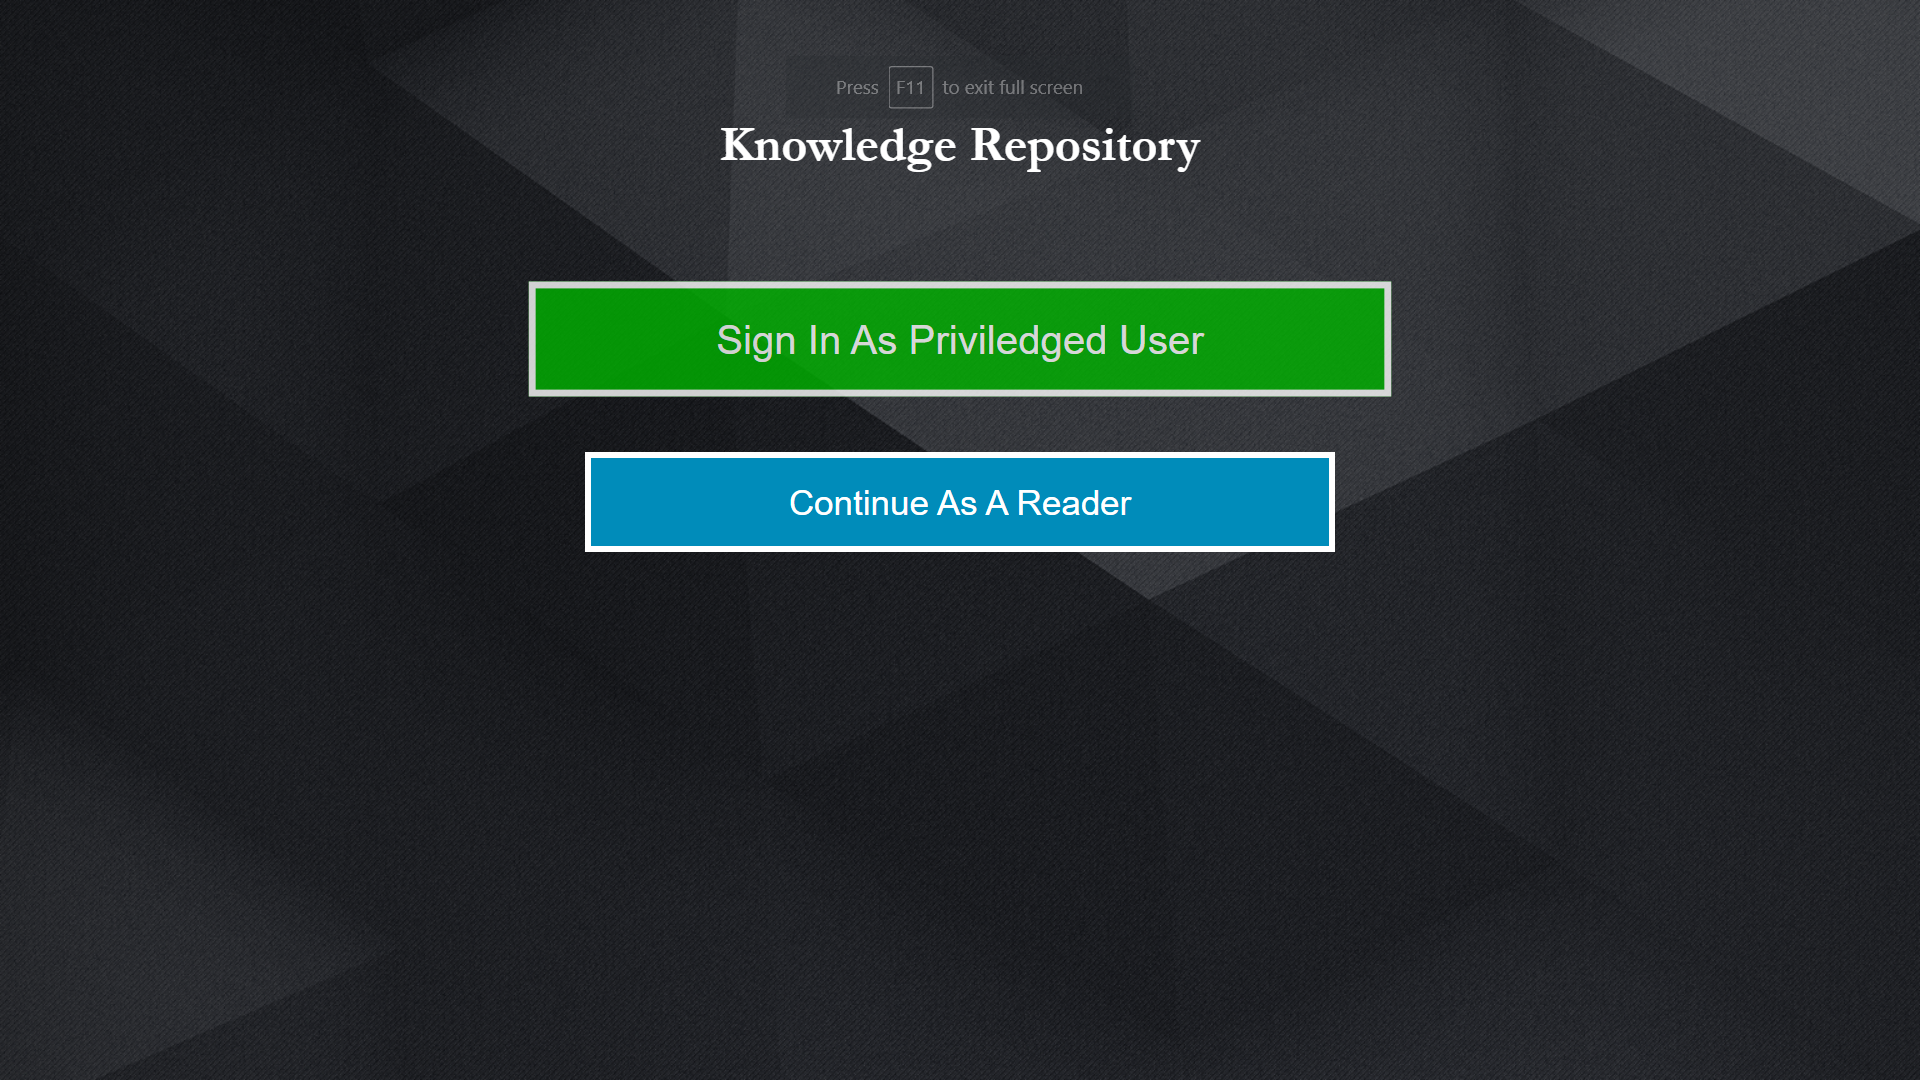 Press F11 to exit full screen
Knowledge Repository
Sign In As Priviledged User
Continue As A Reader